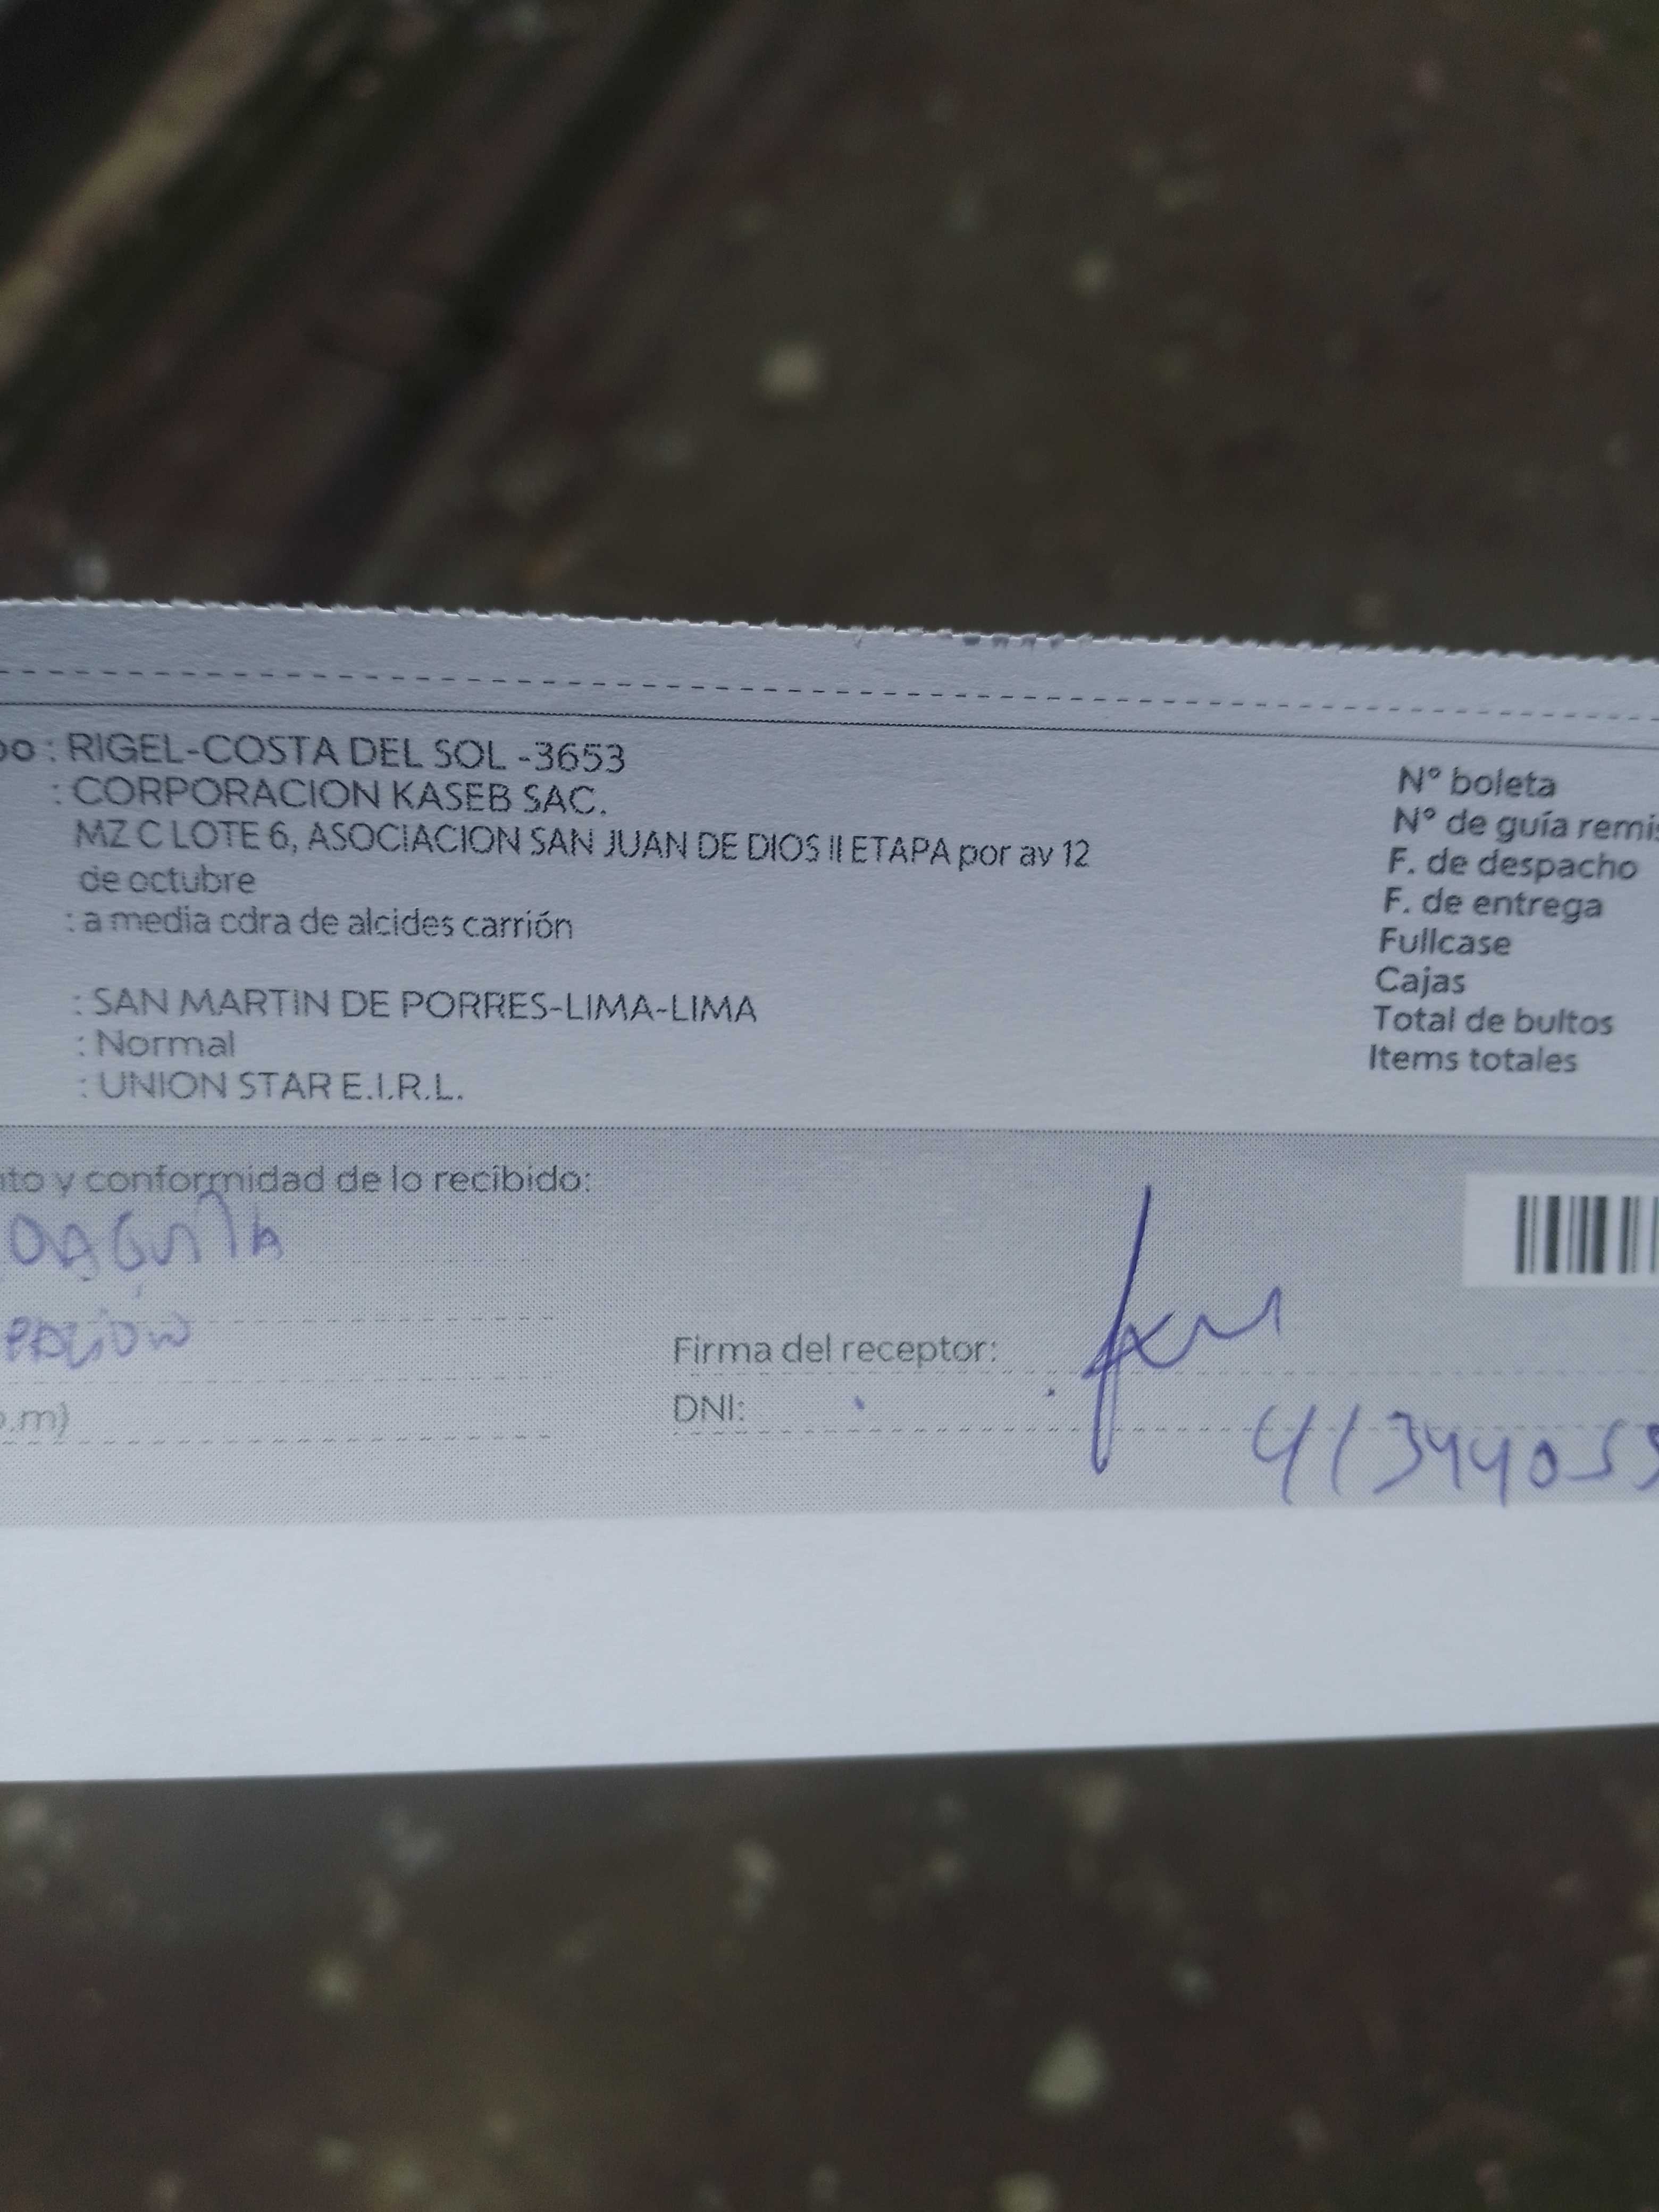 po : RIGEL-COSTA DEL SOL -3653
: CORPORACION KASEB SAC.
MZ C LOTE 6, ASOCIACION SAN JUAN DE DIOS II ETAPA por av 12
de octubre
: a media cdra de alcides carrión
: SAN MARTIN DE PORRES-LIMA-LIMA
: Normal
: UNION STAR E.I.R.L.
N° boleta
N° de guía remis
F. de despacho
F. de entrega
Fullcase
Cajas
Total de bultos
Items totales
nto y conformidad de lo recibido:
Firma del receptor:
DNI: 41344055
p.m)